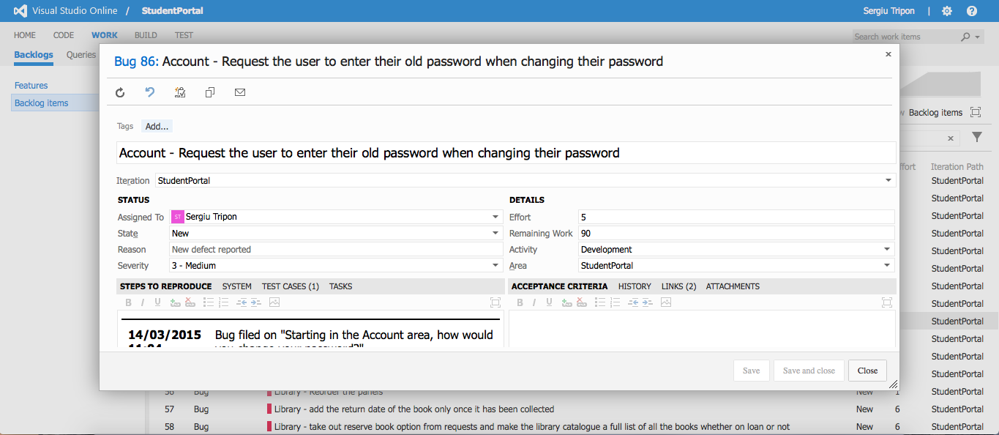 Visual Studio Online / StudentPortal
Sergiu Tripon | ?
HOME CODE WORK BUILD TEST
Search work items
Backlogs Queries
Features
Backlog items
Bug 86: Account - Request the user to enter their old password when changing their password
Tags Add...
Account - Request the user to enter their old password when changing their password
Iteration StudentPortal
STATUS
Assigned To ST Sergiu Tripon
State New
Reason New defect reported
Severity 3 - Medium
DETAILS
Effort 5
Remaining Work 90
Activity Development
Area StudentPortal
STEPS TO REPRODUCE SYSTEM TEST CASES (1) TASKS
B I U
14/03/2015 Bug filed on "Starting in the Account area, how would
11:04 you change your password?"
ACCEPTANCE CRITERIA HISTORY LINKS (2) ATTACHMENTS
B I U
Save Save and close Close
Backlog items
Iteration Path
StudentPortal
StudentPortal
StudentPortal
StudentPortal
StudentPortal
StudentPortal
StudentPortal
StudentPortal
StudentPortal
StudentPortal
StudentPortal
StudentPortal
56 Bug Library - Reorder the panels New 1 StudentPortal
57 Bug Library - add the return date of the book only once it has been collected New 6 StudentPortal
58 Bug Library - take out reserve book option from requests and make the library catalogue a full list of all the books whether on loan or not New 6 StudentPortal